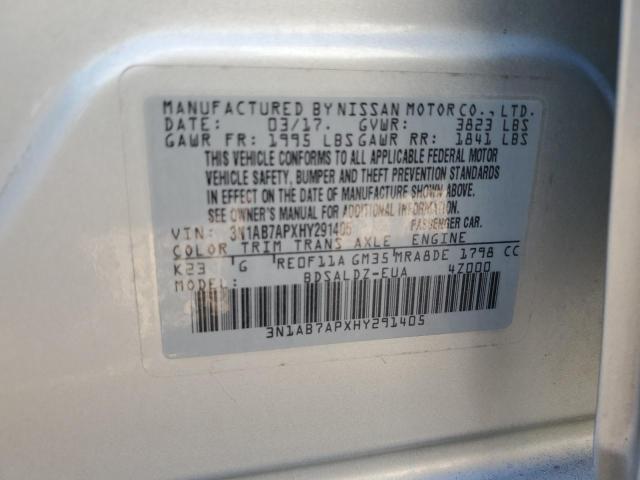 MANUFACTURED BY NISSAN MOTOR CO., LTD.
DATE: 03/17. GVWR: 3823 LBS
GAWR FR: 1995 LBS GAWR RR: 1841 LBS
THIS VEHICLE CONFORMS TO ALL APPLICABLE FEDERAL MOTOR
VEHICLE SAFETY, BUMPER AND THEFT PREVENTION STANDARDS
IN EFFECT ON THE DATE OF MANUFACTURE SHOWN ABOVE.
SEE OWNER'S MANUAL FOR ADDITIONAL INFORMATION.
VIN: 3N1AB7APXHY291405 PASSENGER CAR.
COLOR TRIM TRANS AXLE ENGINE
K23 G RE0F11A GM35 MRA8DE 1798 CC
MODEL: BDSALDZ-EUA 4Z000
3N1AB7APXHY291405